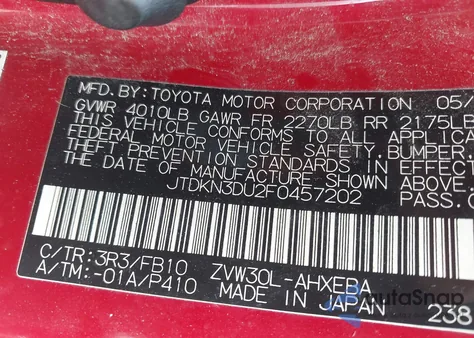 MFD. BY: TOYOTA MOTOR CORPORATION 05/
GVWR 4010LB GAWR FR 2270LB RR 2175LB
THIS VEHICLE CONFORMS TO ALL APPLICA
FEDERAL MOTOR VEHICLE SAFETY, BUMPER,
THEFT PREVENTION STANDARDS IN EFFECT
THE DATE OF MANUFACTURE SHOWN ABOVE.
JTDKN3DU2F0457202 PASS.C
C/TR: 3R3/FB10 ZVW30L-AHXEBA
A/TM: -01A/P410 MADE IN JAPAN 238
AutoSnap